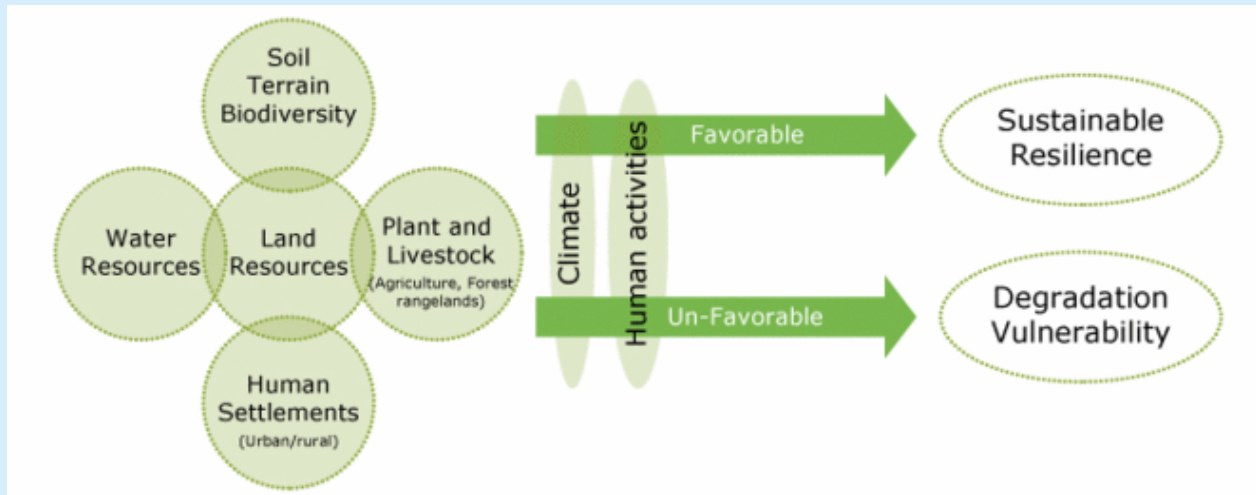 Soil
Terrain
Biodiversity
Water
Resources
Land
Resources
Plant and
Livestock
(Agriculture, Forest
rangelands)
Human
Settlements
(Urban/rural)
Climate
Human activities
Favorable
Un-Favorable
Sustainable
Resilience
Degradation
Vulnerability